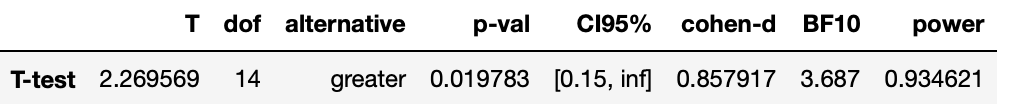 T dof alternative p-val CI95% cohen-d BF10 power
T-test 2.269569 14 greater 0.019783 [0.15, inf] 0.857917 3.687 0.934621